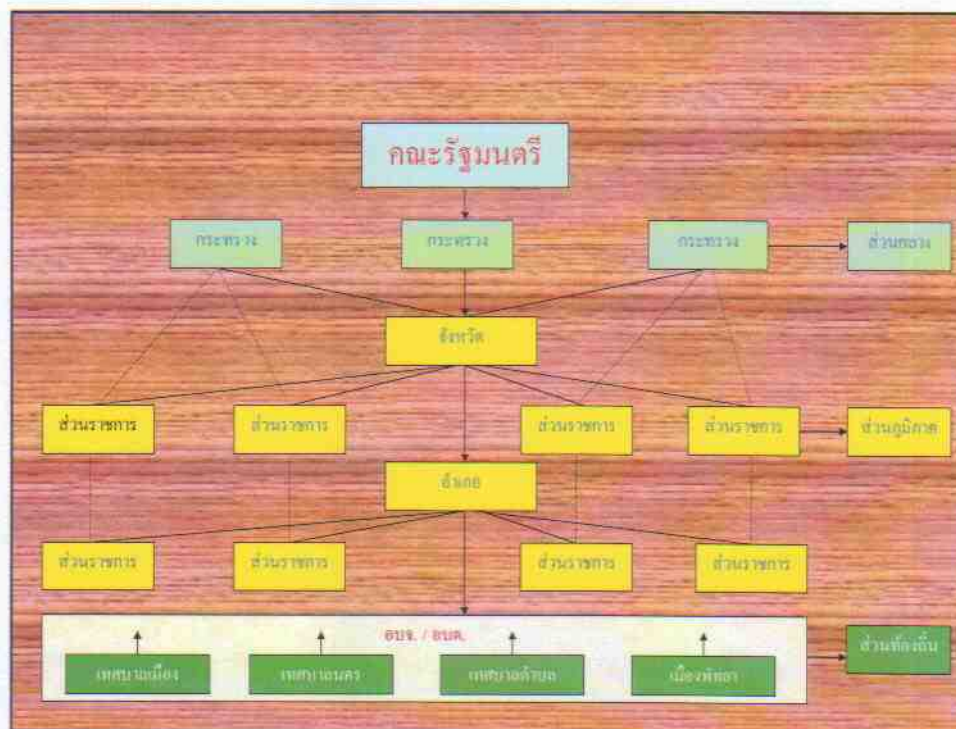 คณะรัฐมนตรี
กระทรวง
กระทรวง
กระทรวง
ส่วนกลาง
จังหวัด
ส่วนราชการ
ส่วนราชการ
ส่วนราชการ
ส่วนราชการ
ส่วนภูมิภาค
อำเภอ
ส่วนราชการ
ส่วนราชการ
ส่วนราชการ
ส่วนราชการ
อบจ. / อบต.
ส่วนท้องถิ่น
เทศบาลเมือง
เทศบาลนคร
เทศบาลตำบล
เมืองพัทยา